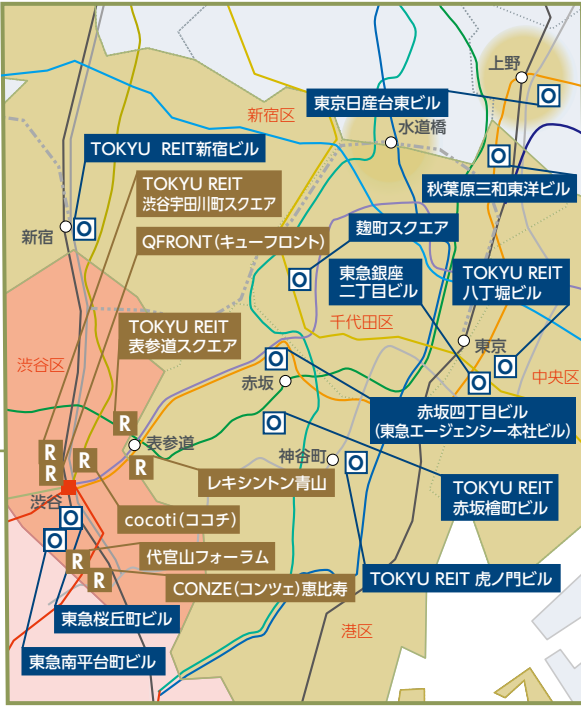 上野
東京日産台東ビル
新宿区
水道橋
TOKYU REIT新宿ビル
秋葉原三和東洋ビル
TOKYU REIT
渋谷宇田川町スクエア
新宿
QFRONT(キューフロント)
麹町スクエア
東急銀座
二丁目ビル
TOKYU REIT
八丁堀ビル
TOKYU REIT
表参道スクエア
千代田区
東京
渋谷区
赤坂
中央区
赤坂四丁目ビル
(東急エージェンシー本社ビル)
R
表参道
R
R
R
R
神谷町
レキシントン青山
TOKYU REIT
赤坂檜町ビル
渋谷
cocoti(ココチ)
代官山フォーラム
R
R
CONZE(コンツェ)恵比寿
TOKYU REIT 虎ノ門ビル
東急桜丘町ビル
港区
東急南平台町ビル
O
O
O
O
O
O
O
O
O
O
O